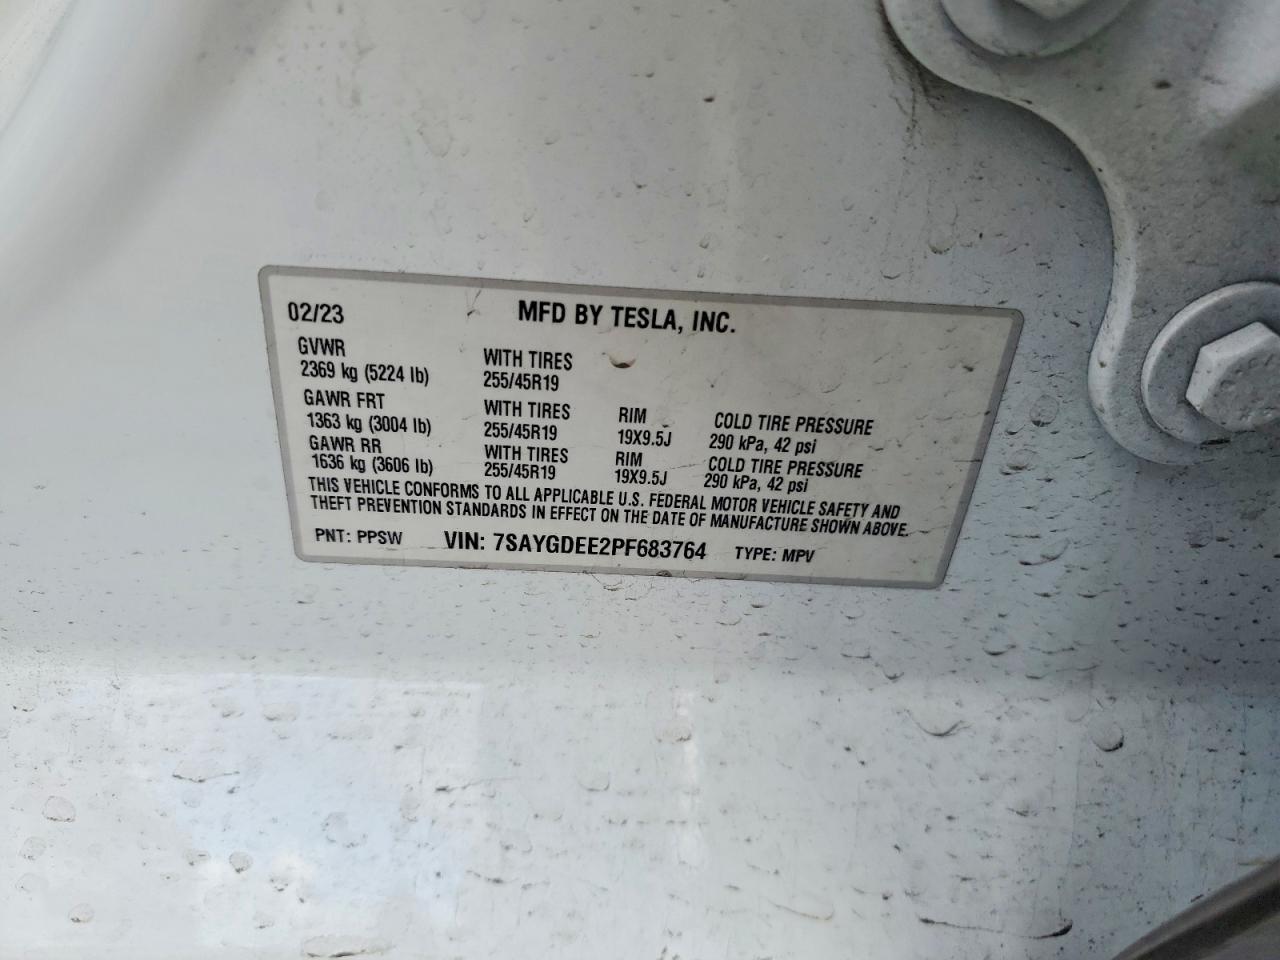 02/23 MFD BY TESLA, INC.
GVWR WITH TIRES
2369 kg (5224 lb) 255/45R19
GAWR FRT WITH TIRES RIM COLD TIRE PRESSURE
1363 kg (3004 lb) 255/45R19 19X9.5J 290 kPa, 42 psi
GAWR RR WITH TIRES RIM COLD TIRE PRESSURE
1636 kg (3606 lb) 255/45R19 19X9.5J 290 kPa, 42 psi
THIS VEHICLE CONFORMS TO ALL APPLICABLE U.S. FEDERAL MOTOR VEHICLE SAFETY AND
THEFT PREVENTION STANDARDS IN EFFECT ON THE DATE OF MANUFACTURE SHOWN ABOVE.
PNT: PPSW VIN: 7SAYGDEE2PF683764 TYPE: MPV